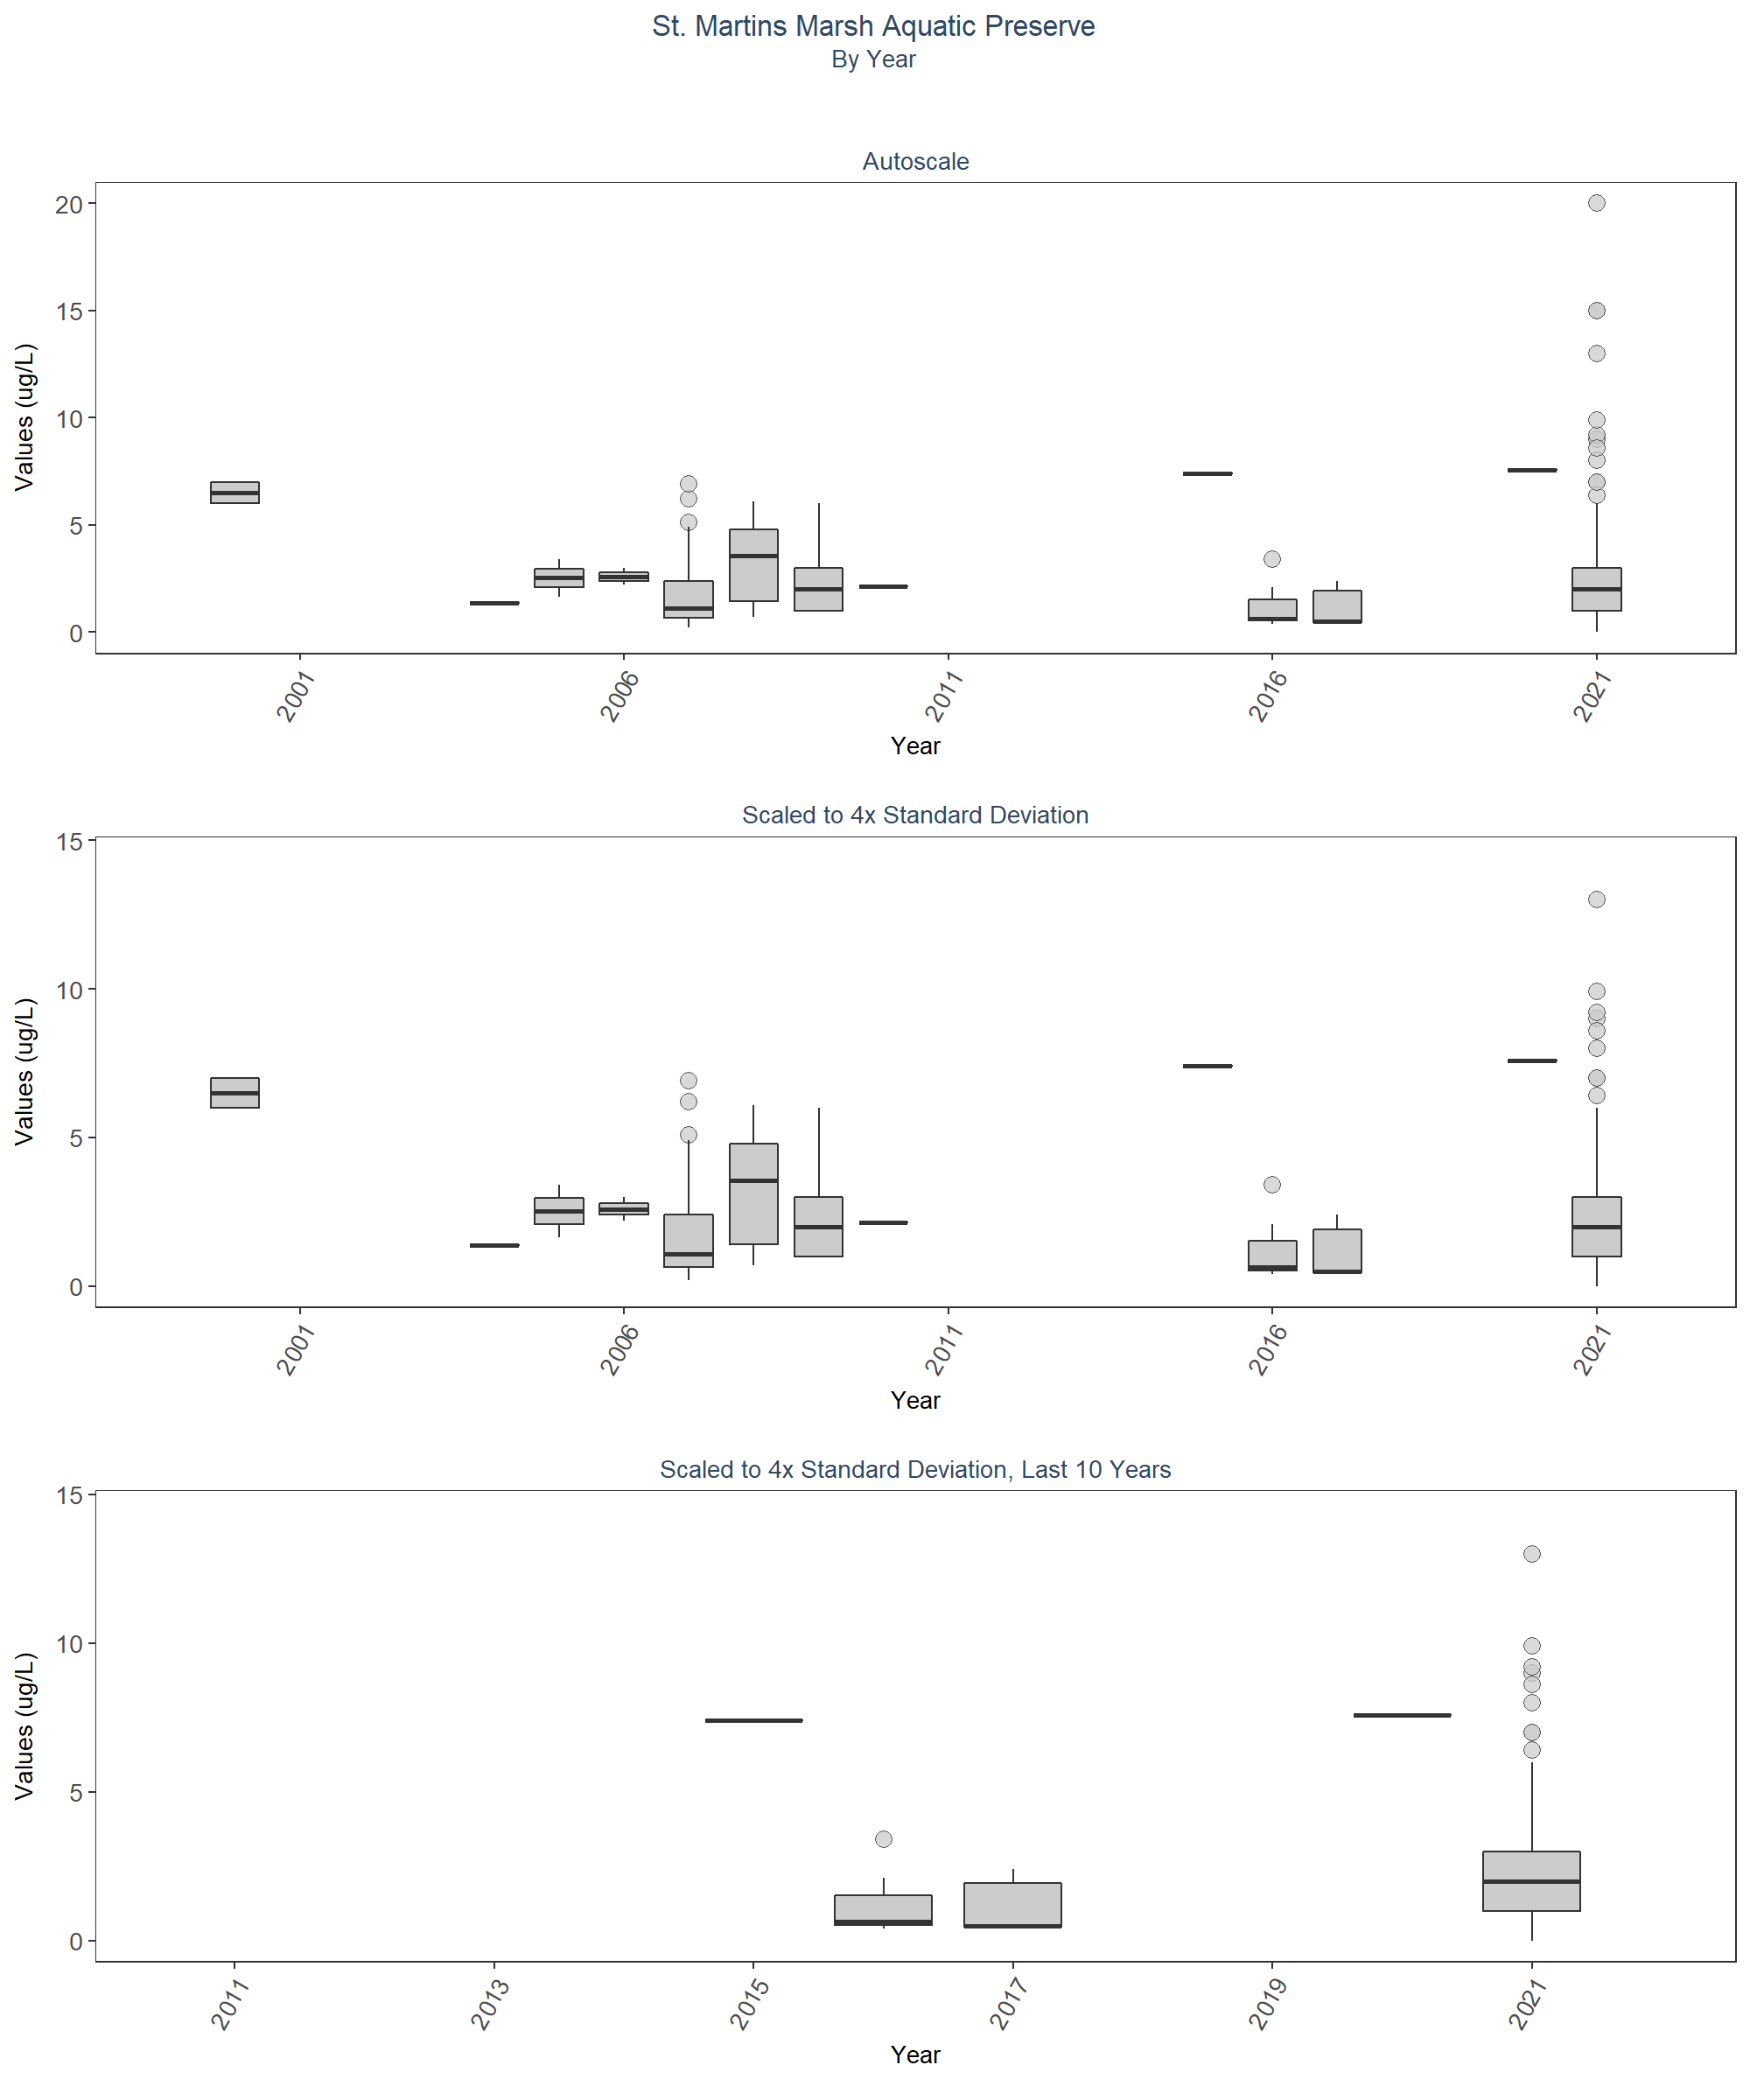 St. Martins Marsh Aquatic Preserve
By Year
Autoscale
Values (ug/L)
20
15
10
5
0
2001
2006
2011
2016
2021
Year
Scaled to 4x Standard Deviation
Values (ug/L)
15
10
5
0
2001
2006
2011
2016
2021
Year
Scaled to 4x Standard Deviation, Last 10 Years
Values (ug/L)
15
10
5
0
2011
2013
2015
2017
2019
2021
Year